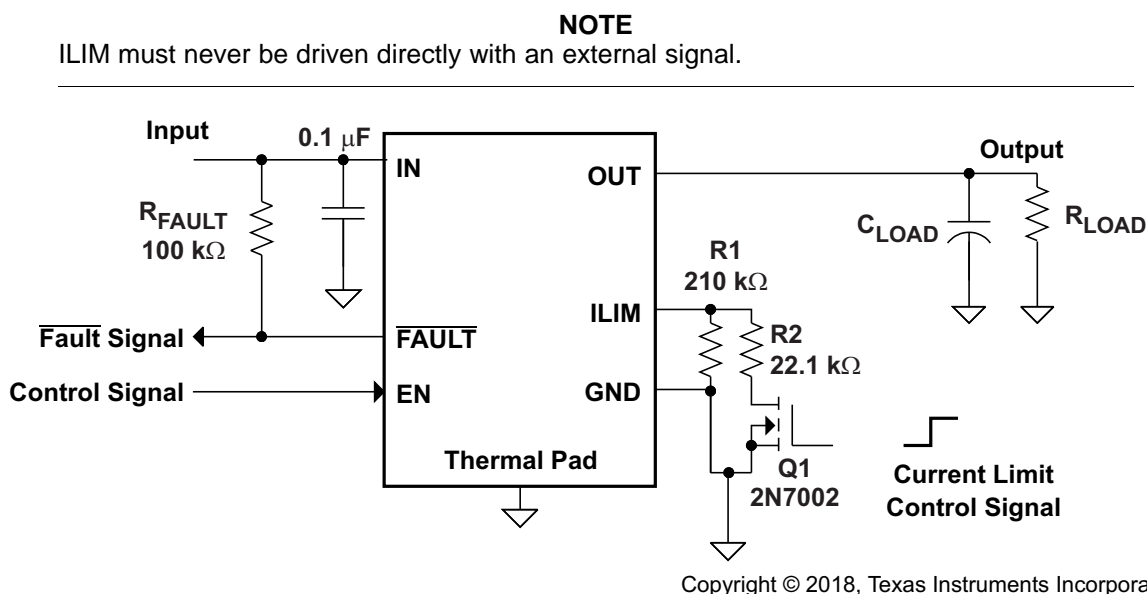 NOTE
ILIM must never be driven directly with an external signal.
Input
0.1 μF
IN
OUT
Output
RFAULT
100 kΩ
CLOAD
RLOAD
R1
210 kΩ
ILIM
R2
22.1 kΩ
Fault Signal
FAULT
Control Signal
EN
GND
Thermal Pad
Q1
2N7002
Current Limit
Control Signal
Copyright © 2018, Texas Instruments Incorpora